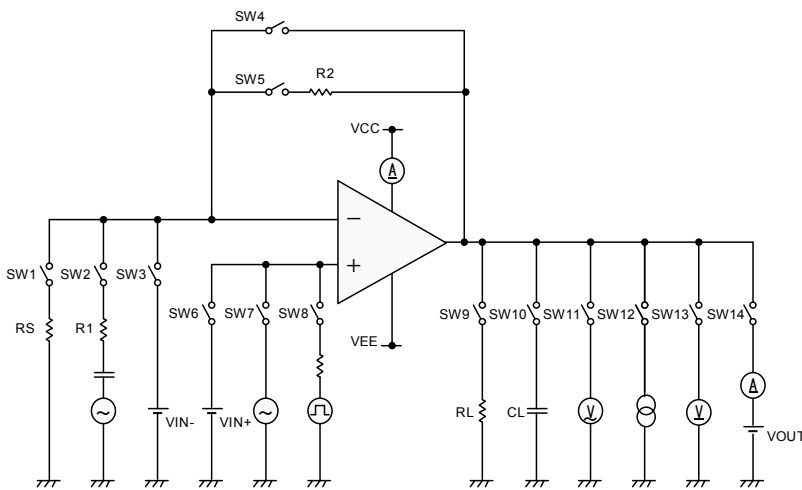 SW4
SW5
R2
VCC
A
−
+
SW1
SW2
SW3
SW6
SW7
SW8
SW9
SW10
SW11
SW12
SW13
SW14
RS
R1
VEE
VIN-
VIN+
RL
CL
V
V
A
VOUT